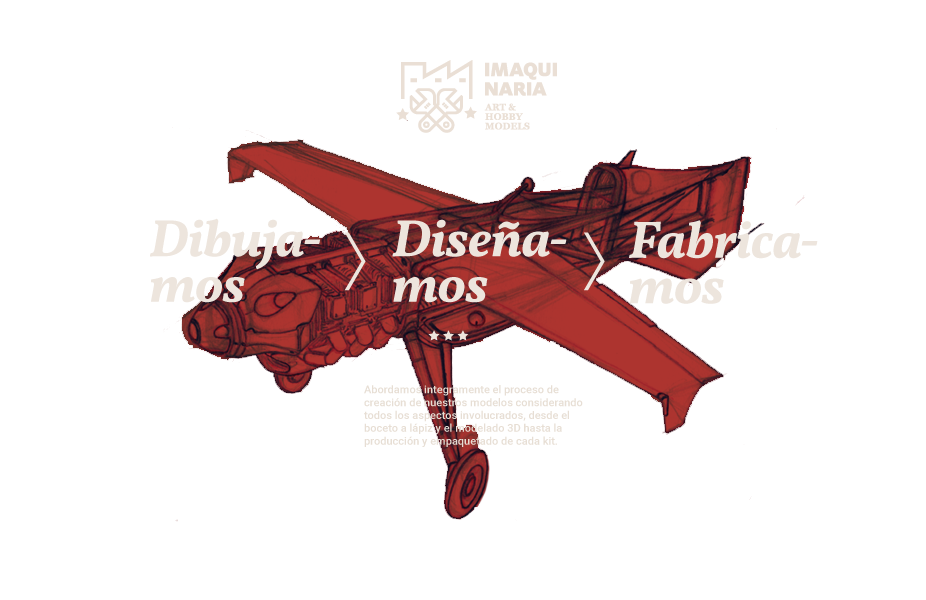 IMAQUI
NARIA
ART &
HOBBY
MODELS
Dibuja-
mos
Diseña-
mos
Fabrica-
mos
Abordamos integramente el proceso de
creación de nuestros modelos considerando
todos los aspectos involucrados, desde el
boceto a lápiz y el modelado 3D hasta la
producción y empaquetado de cada kit.